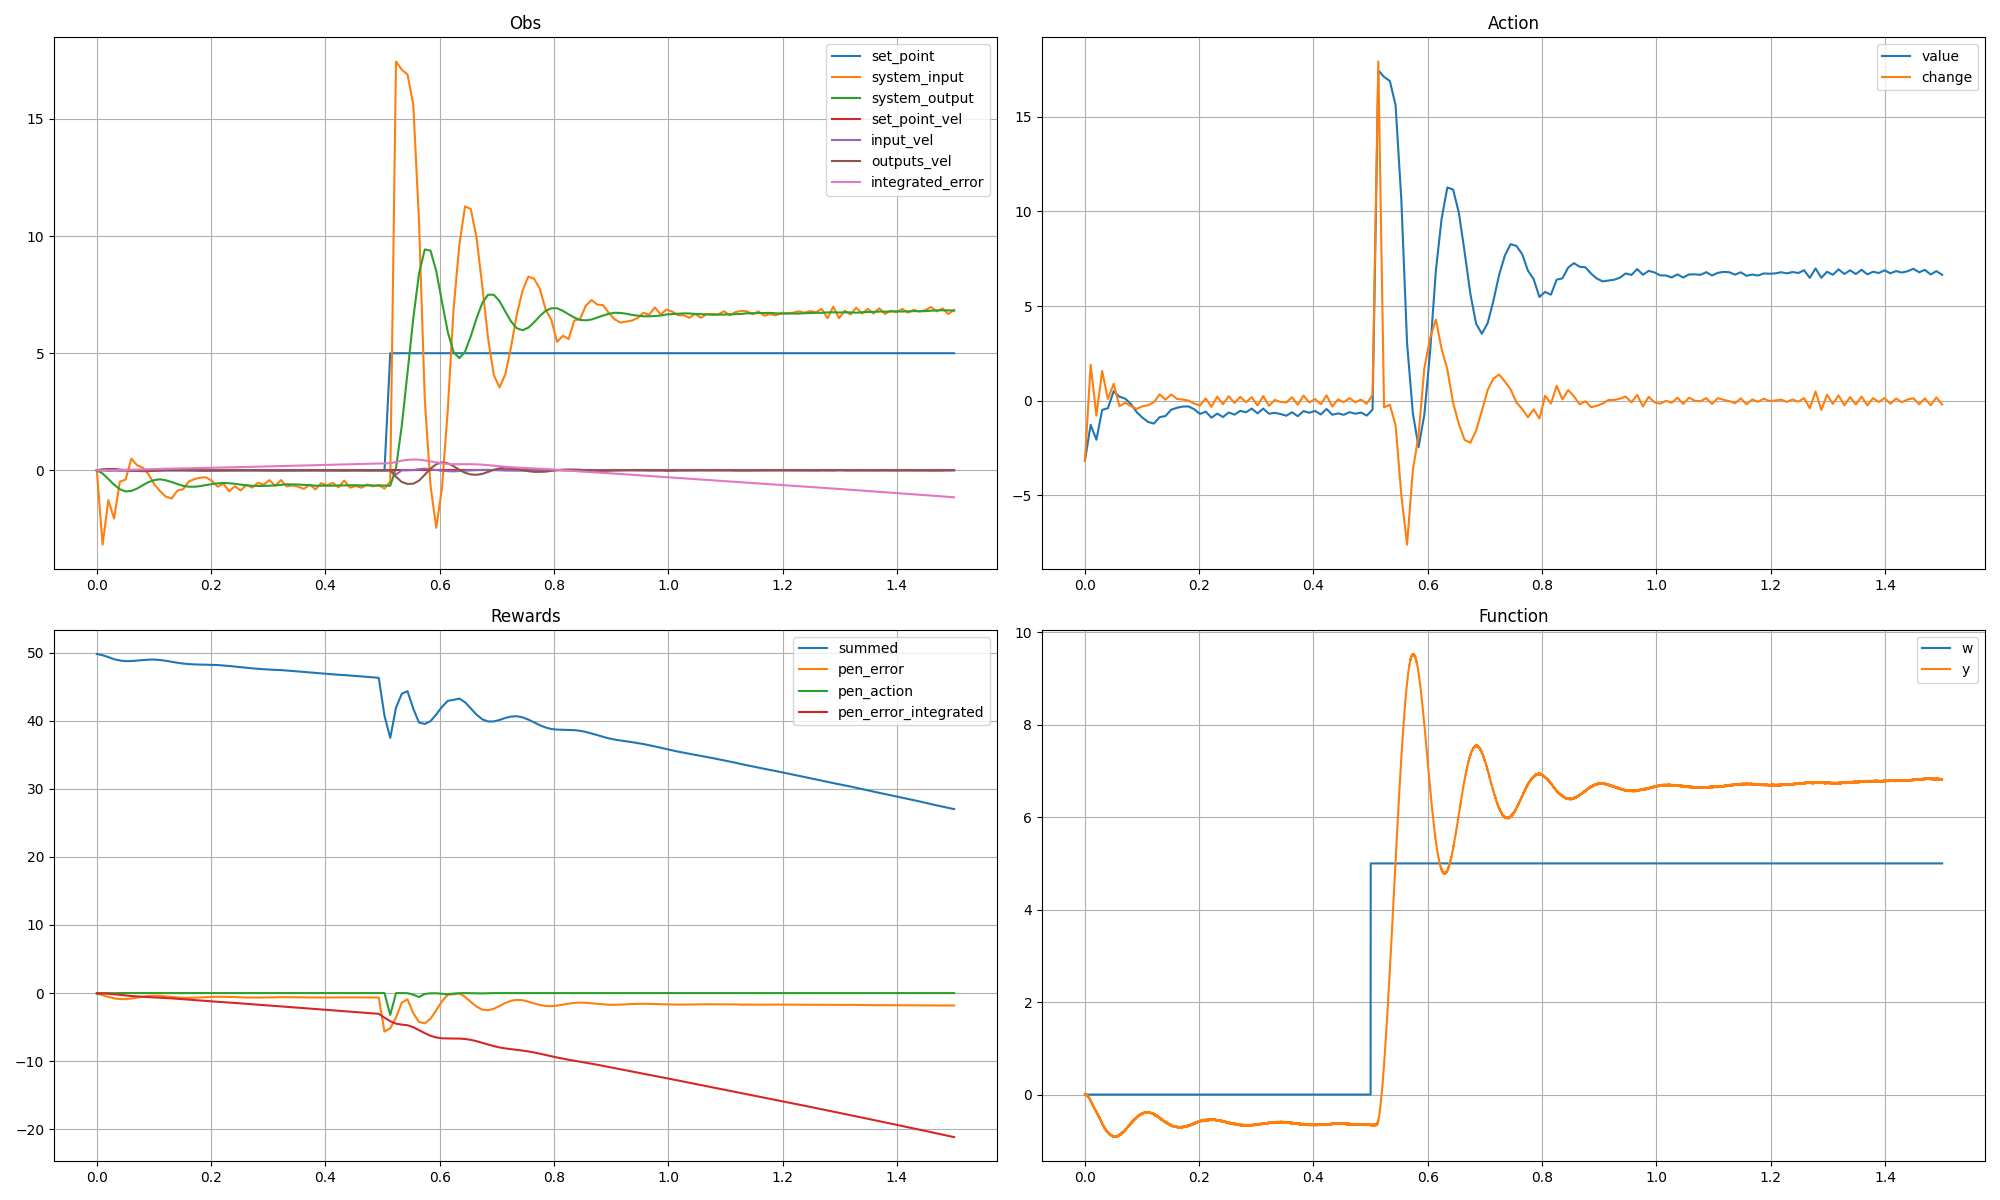 Obs
set_point
system_input
system_output
set_point_vel
input_vel
outputs_vel
integrated_error
15
10
5
0
0.0 0.2 0.4 0.6 0.8 1.0 1.2 1.4
Action
value
change
15
10
5
0
−5
0.0 0.2 0.4 0.6 0.8 1.0 1.2 1.4
Rewards
summed
pen_error
pen_action
pen_error_integrated
50
40
30
20
10
0
−10
−20
0.0 0.2 0.4 0.6 0.8 1.0 1.2 1.4
Function
w
y
10
8
6
4
2
0
0.0 0.2 0.4 0.6 0.8 1.0 1.2 1.4